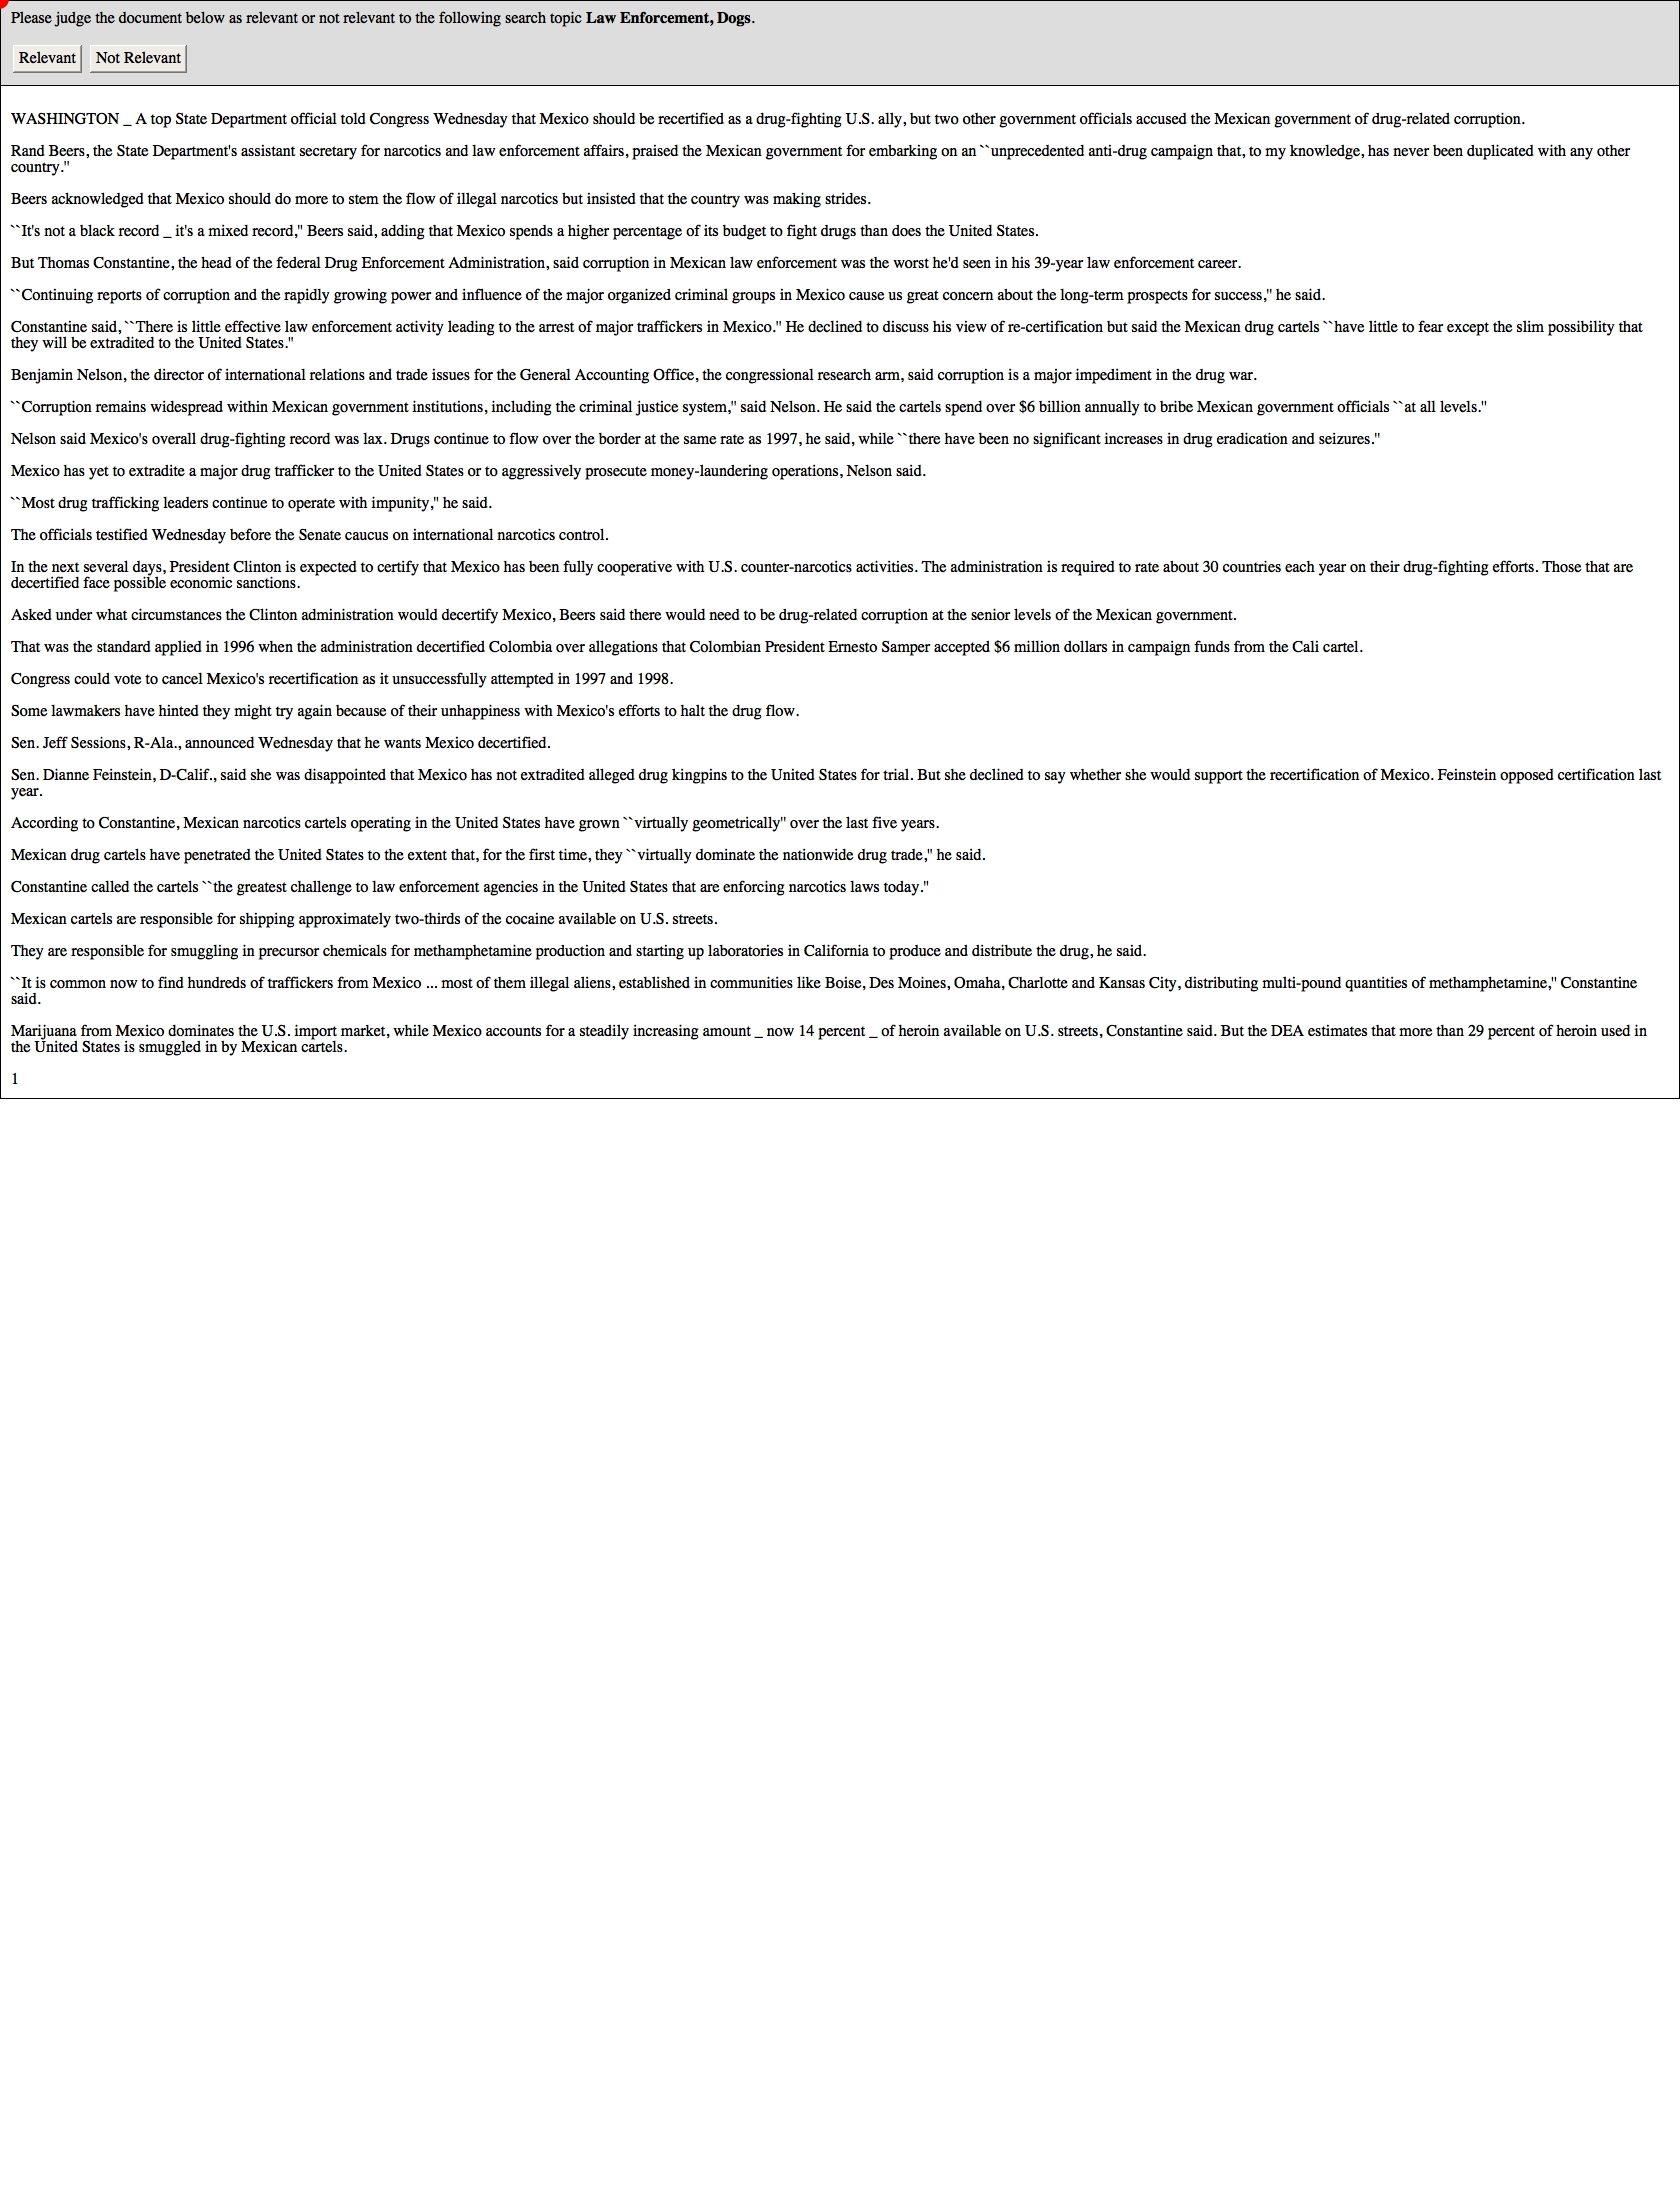 Please judge the document below as relevant or not relevant to the following search topic Law Enforcement, Dogs.
Relevant Not Relevant
WASHINGTON _ A top State Department official told Congress Wednesday that Mexico should be recertified as a drug-fighting U.S. ally, but two other government officials accused the Mexican government of drug-related corruption.
Rand Beers, the State Department's assistant secretary for narcotics and law enforcement affairs, praised the Mexican government for embarking on an ``unprecedented anti-drug campaign that, to my knowledge, has never been duplicated with any other
country.''
Beers acknowledged that Mexico should do more to stem the flow of illegal narcotics but insisted that the country was making strides.
``It's not a black record _ it's a mixed record,'' Beers said, adding that Mexico spends a higher percentage of its budget to fight drugs than does the United States.
But Thomas Constantine, the head of the federal Drug Enforcement Administration, said corruption in Mexican law enforcement was the worst he'd seen in his 39-year law enforcement career.
``Continuing reports of corruption and the rapidly growing power and influence of the major organized criminal groups in Mexico cause us great concern about the long-term prospects for success,'' he said.
Constantine said, ``There is little effective law enforcement activity leading to the arrest of major traffickers in Mexico.'' He declined to discuss his view of re-certification but said the Mexican drug cartels ``have little to fear except the slim possibility that
they will be extradited to the United States.''
Benjamin Nelson, the director of international relations and trade issues for the General Accounting Office, the congressional research arm, said corruption is a major impediment in the drug war.
``Corruption remains widespread within Mexican government institutions, including the criminal justice system,'' said Nelson. He said the cartels spend over $6 billion annually to bribe Mexican government officials ``at all levels.''
Nelson said Mexico's overall drug-fighting record was lax. Drugs continue to flow over the border at the same rate as 1997, he said, while ``there have been no significant increases in drug eradication and seizures.''
Mexico has yet to extradite a major drug trafficker to the United States or to aggressively prosecute money-laundering operations, Nelson said.
``Most drug trafficking leaders continue to operate with impunity,'' he said.
The officials testified Wednesday before the Senate caucus on international narcotics control.
In the next several days, President Clinton is expected to certify that Mexico has been fully cooperative with U.S. counter-narcotics activities. The administration is required to rate about 30 countries each year on their drug-fighting efforts. Those that are
decertified face possible economic sanctions.
Asked under what circumstances the Clinton administration would decertify Mexico, Beers said there would need to be drug-related corruption at the senior levels of the Mexican government.
That was the standard applied in 1996 when the administration decertified Colombia over allegations that Colombian President Ernesto Samper accepted $6 million dollars in campaign funds from the Cali cartel.
Congress could vote to cancel Mexico's recertification as it unsuccessfully attempted in 1997 and 1998.
Some lawmakers have hinted they might try again because of their unhappiness with Mexico's efforts to halt the drug flow.
Sen. Jeff Sessions, R-Ala., announced Wednesday that he wants Mexico decertified.
Sen. Dianne Feinstein, D-Calif., said she was disappointed that Mexico has not extradited alleged drug kingpins to the United States for trial. But she declined to say whether she would support the recertification of Mexico. Feinstein opposed certification last
year.
According to Constantine, Mexican narcotics cartels operating in the United States have grown ``virtually geometrically'' over the last five years.
Mexican drug cartels have penetrated the United States to the extent that, for the first time, they ``virtually dominate the nationwide drug trade,'' he said.
Constantine called the cartels ``the greatest challenge to law enforcement agencies in the United States that are enforcing narcotics laws today.''
Mexican cartels are responsible for shipping approximately two-thirds of the cocaine available on U.S. streets.
They are responsible for smuggling in precursor chemicals for methamphetamine production and starting up laboratories in California to produce and distribute the drug, he said.
``It is common now to find hundreds of traffickers from Mexico ... most of them illegal aliens, established in communities like Boise, Des Moines, Omaha, Charlotte and Kansas City, distributing multi-pound quantities of methamphetamine,'' Constantine
said.
Marijuana from Mexico dominates the U.S. import market, while Mexico accounts for a steadily increasing amount _ now 14 percent _ of heroin available on U.S. streets, Constantine said. But the DEA estimates that more than 29 percent of heroin used in
the United States is smuggled in by Mexican cartels.
1